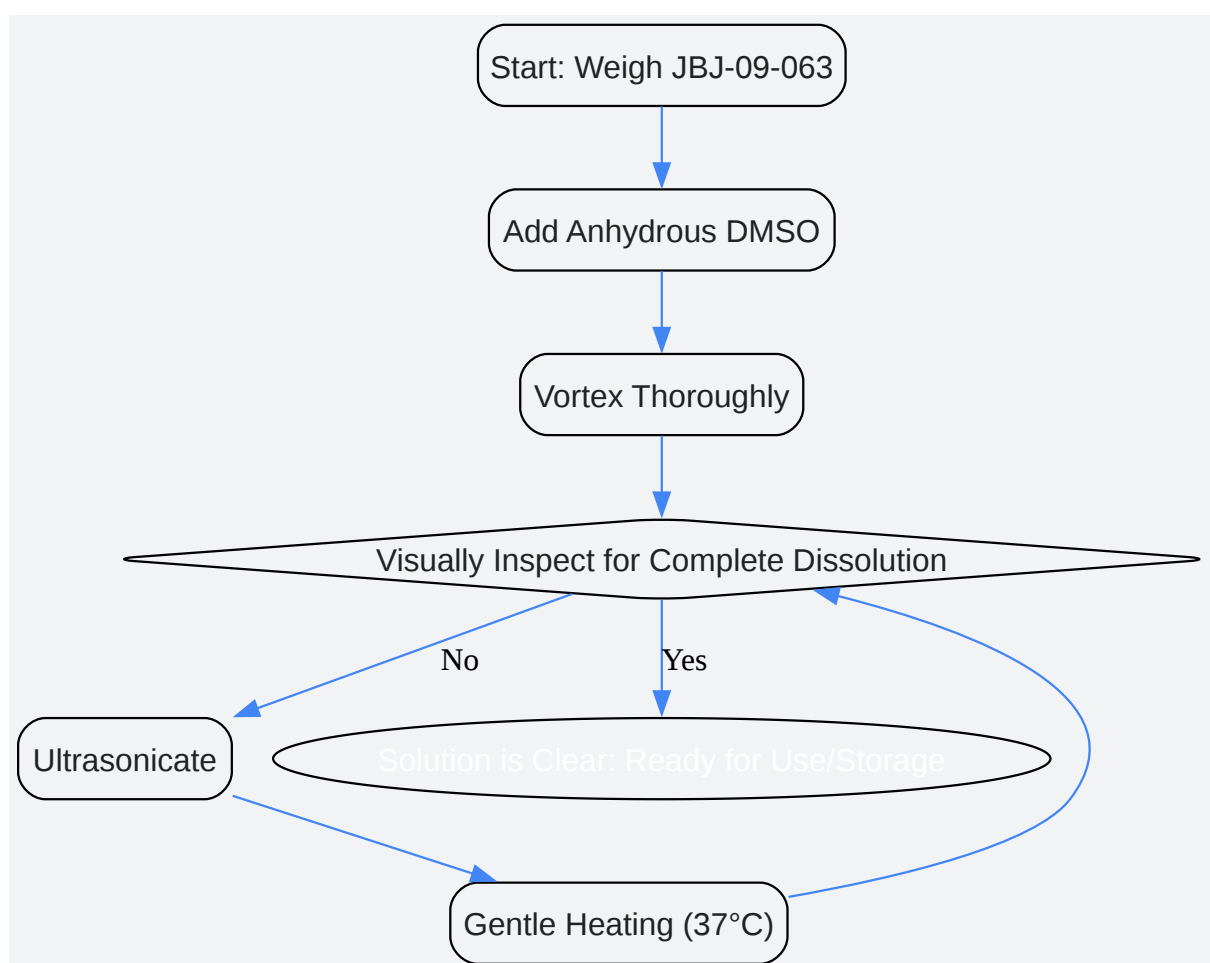 Start: Weigh JBJ-09-063
Add Anhydrous DMSO
Vortex Thoroughly
Visually Inspect for Complete Dissolution
No
Yes
Ultrasonicate
Solution is Clear: Ready for Use/Storage
Gentle Heating (37°C)